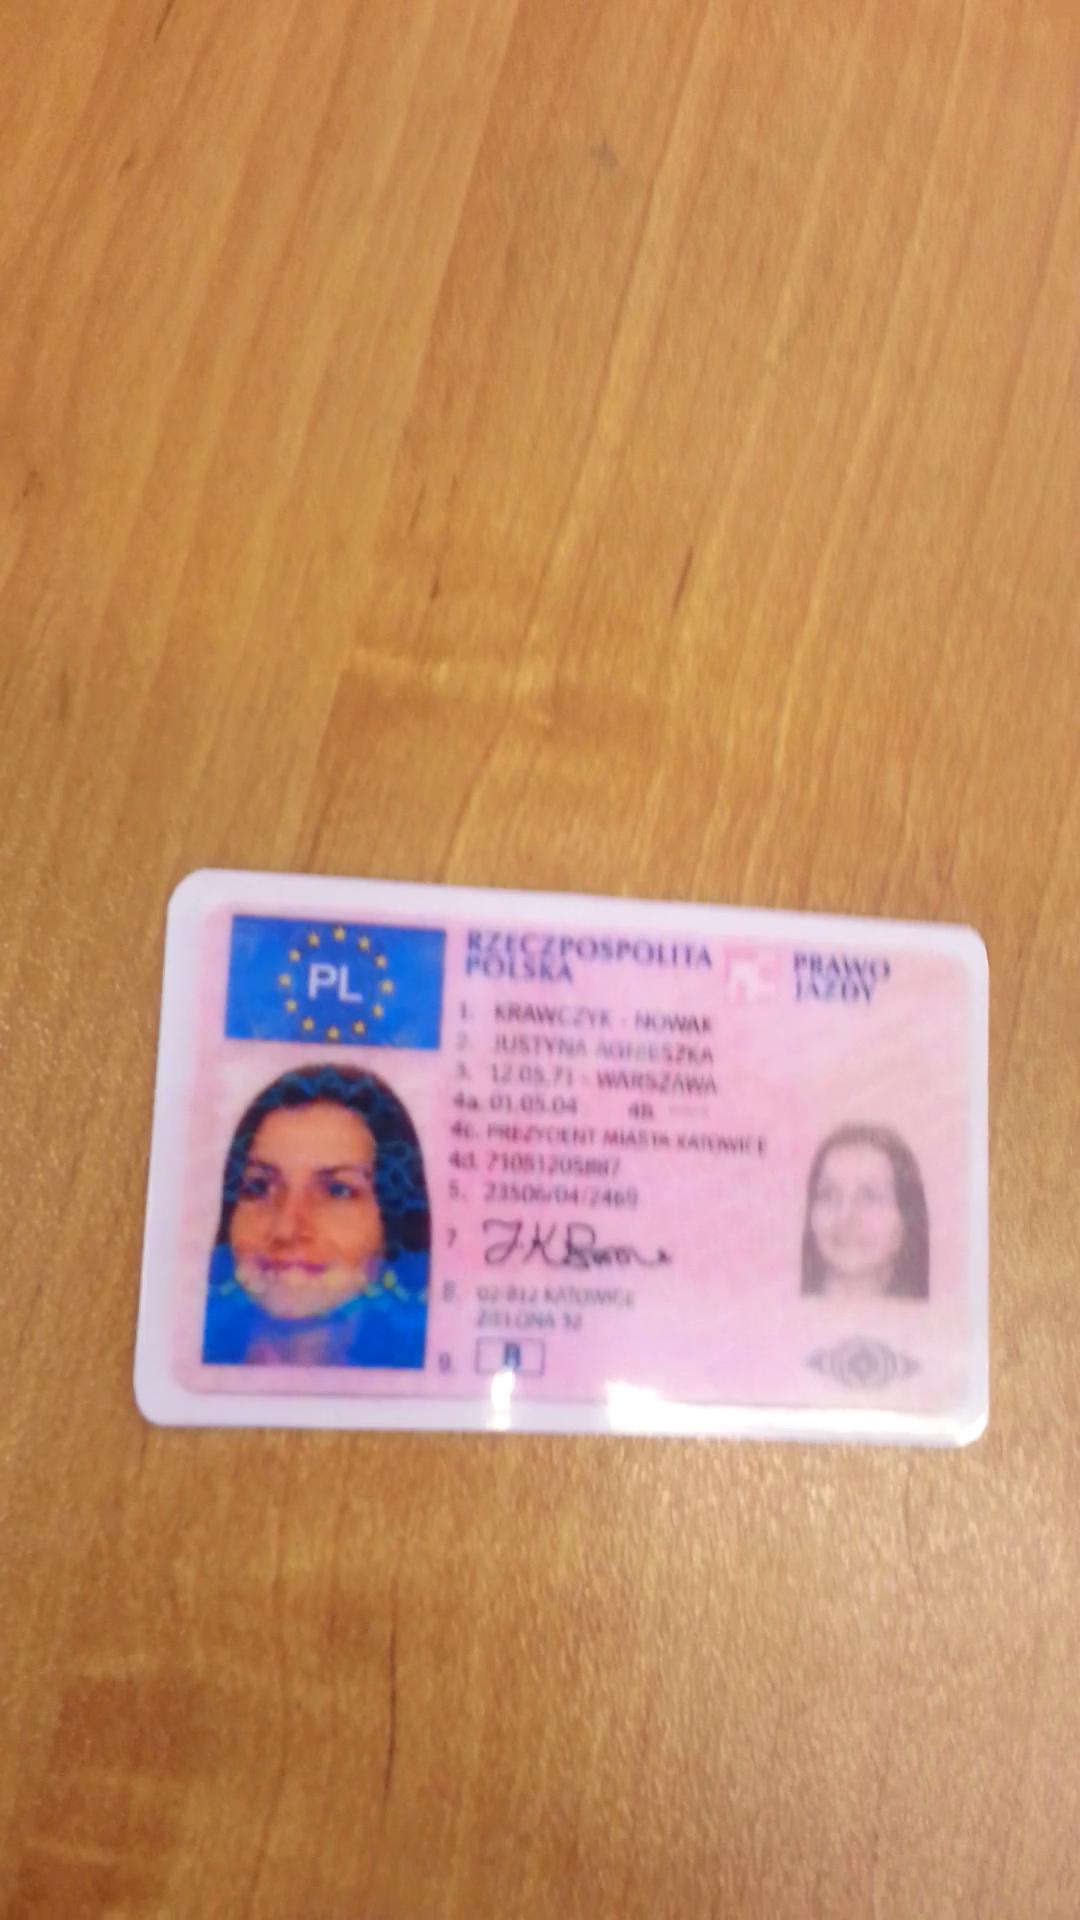 PL
RZECZPOSPOLITA POLSKA
PRAWO JAZDY
1. KRAWCZYK - NOWAK
2. JUSTYNA AGNIESZKA
3. 12.05.71 - WARSZAWA
4a. 01.05.04 4b. -----
4c. PREZYDENT MIASTA KATOWICE
4d. 71051205887
5. 23506/04/2469
7
8. 02-812 KATOWICE
ZIELONA 32
9. B